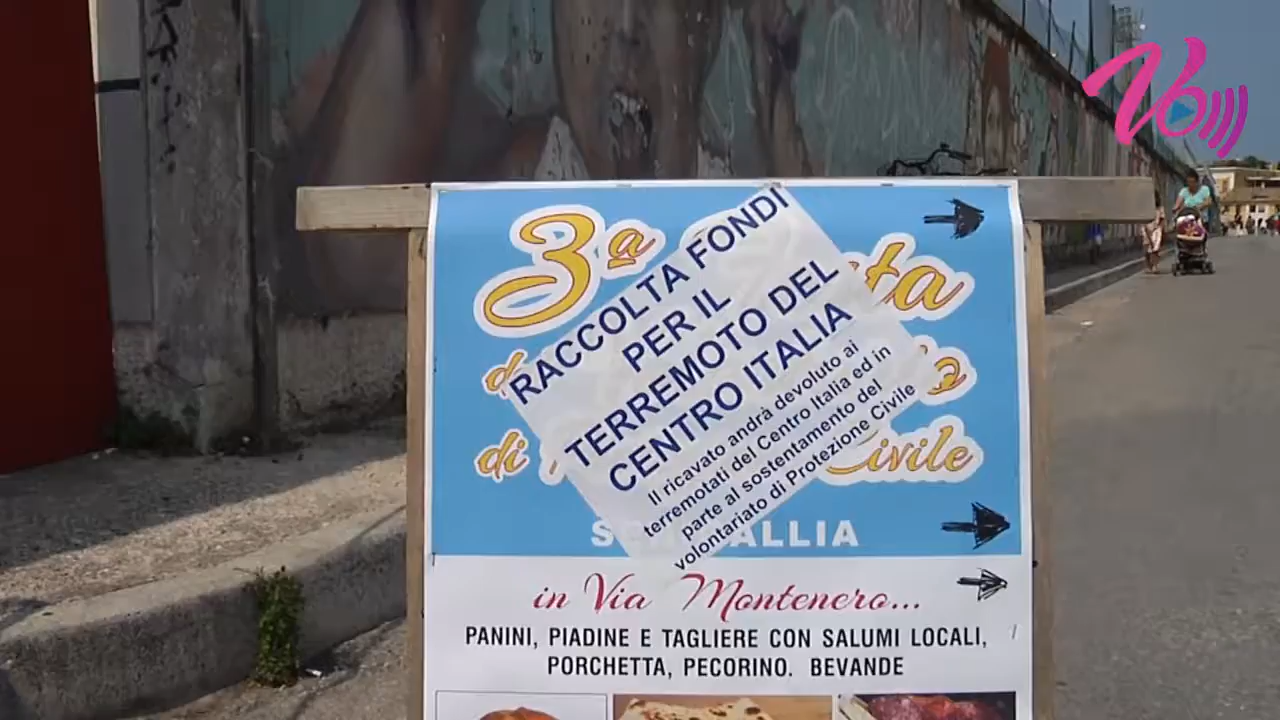 3ª
ta
RACCOLTA FONDI
PER IL
TERREMOTO DEL
CENTRO ITALIA
Il ricavato andrà devoluto ai
terremotati del Centro Italia ed in
parte al sostentamento del
volontariato di Protezione Civile
di
Civile
in Via Montenero...
PANINI, PIADINE E TAGLIERE CON SALUMI LOCALI,
PORCHETTA, PECORINO. BEVANDE